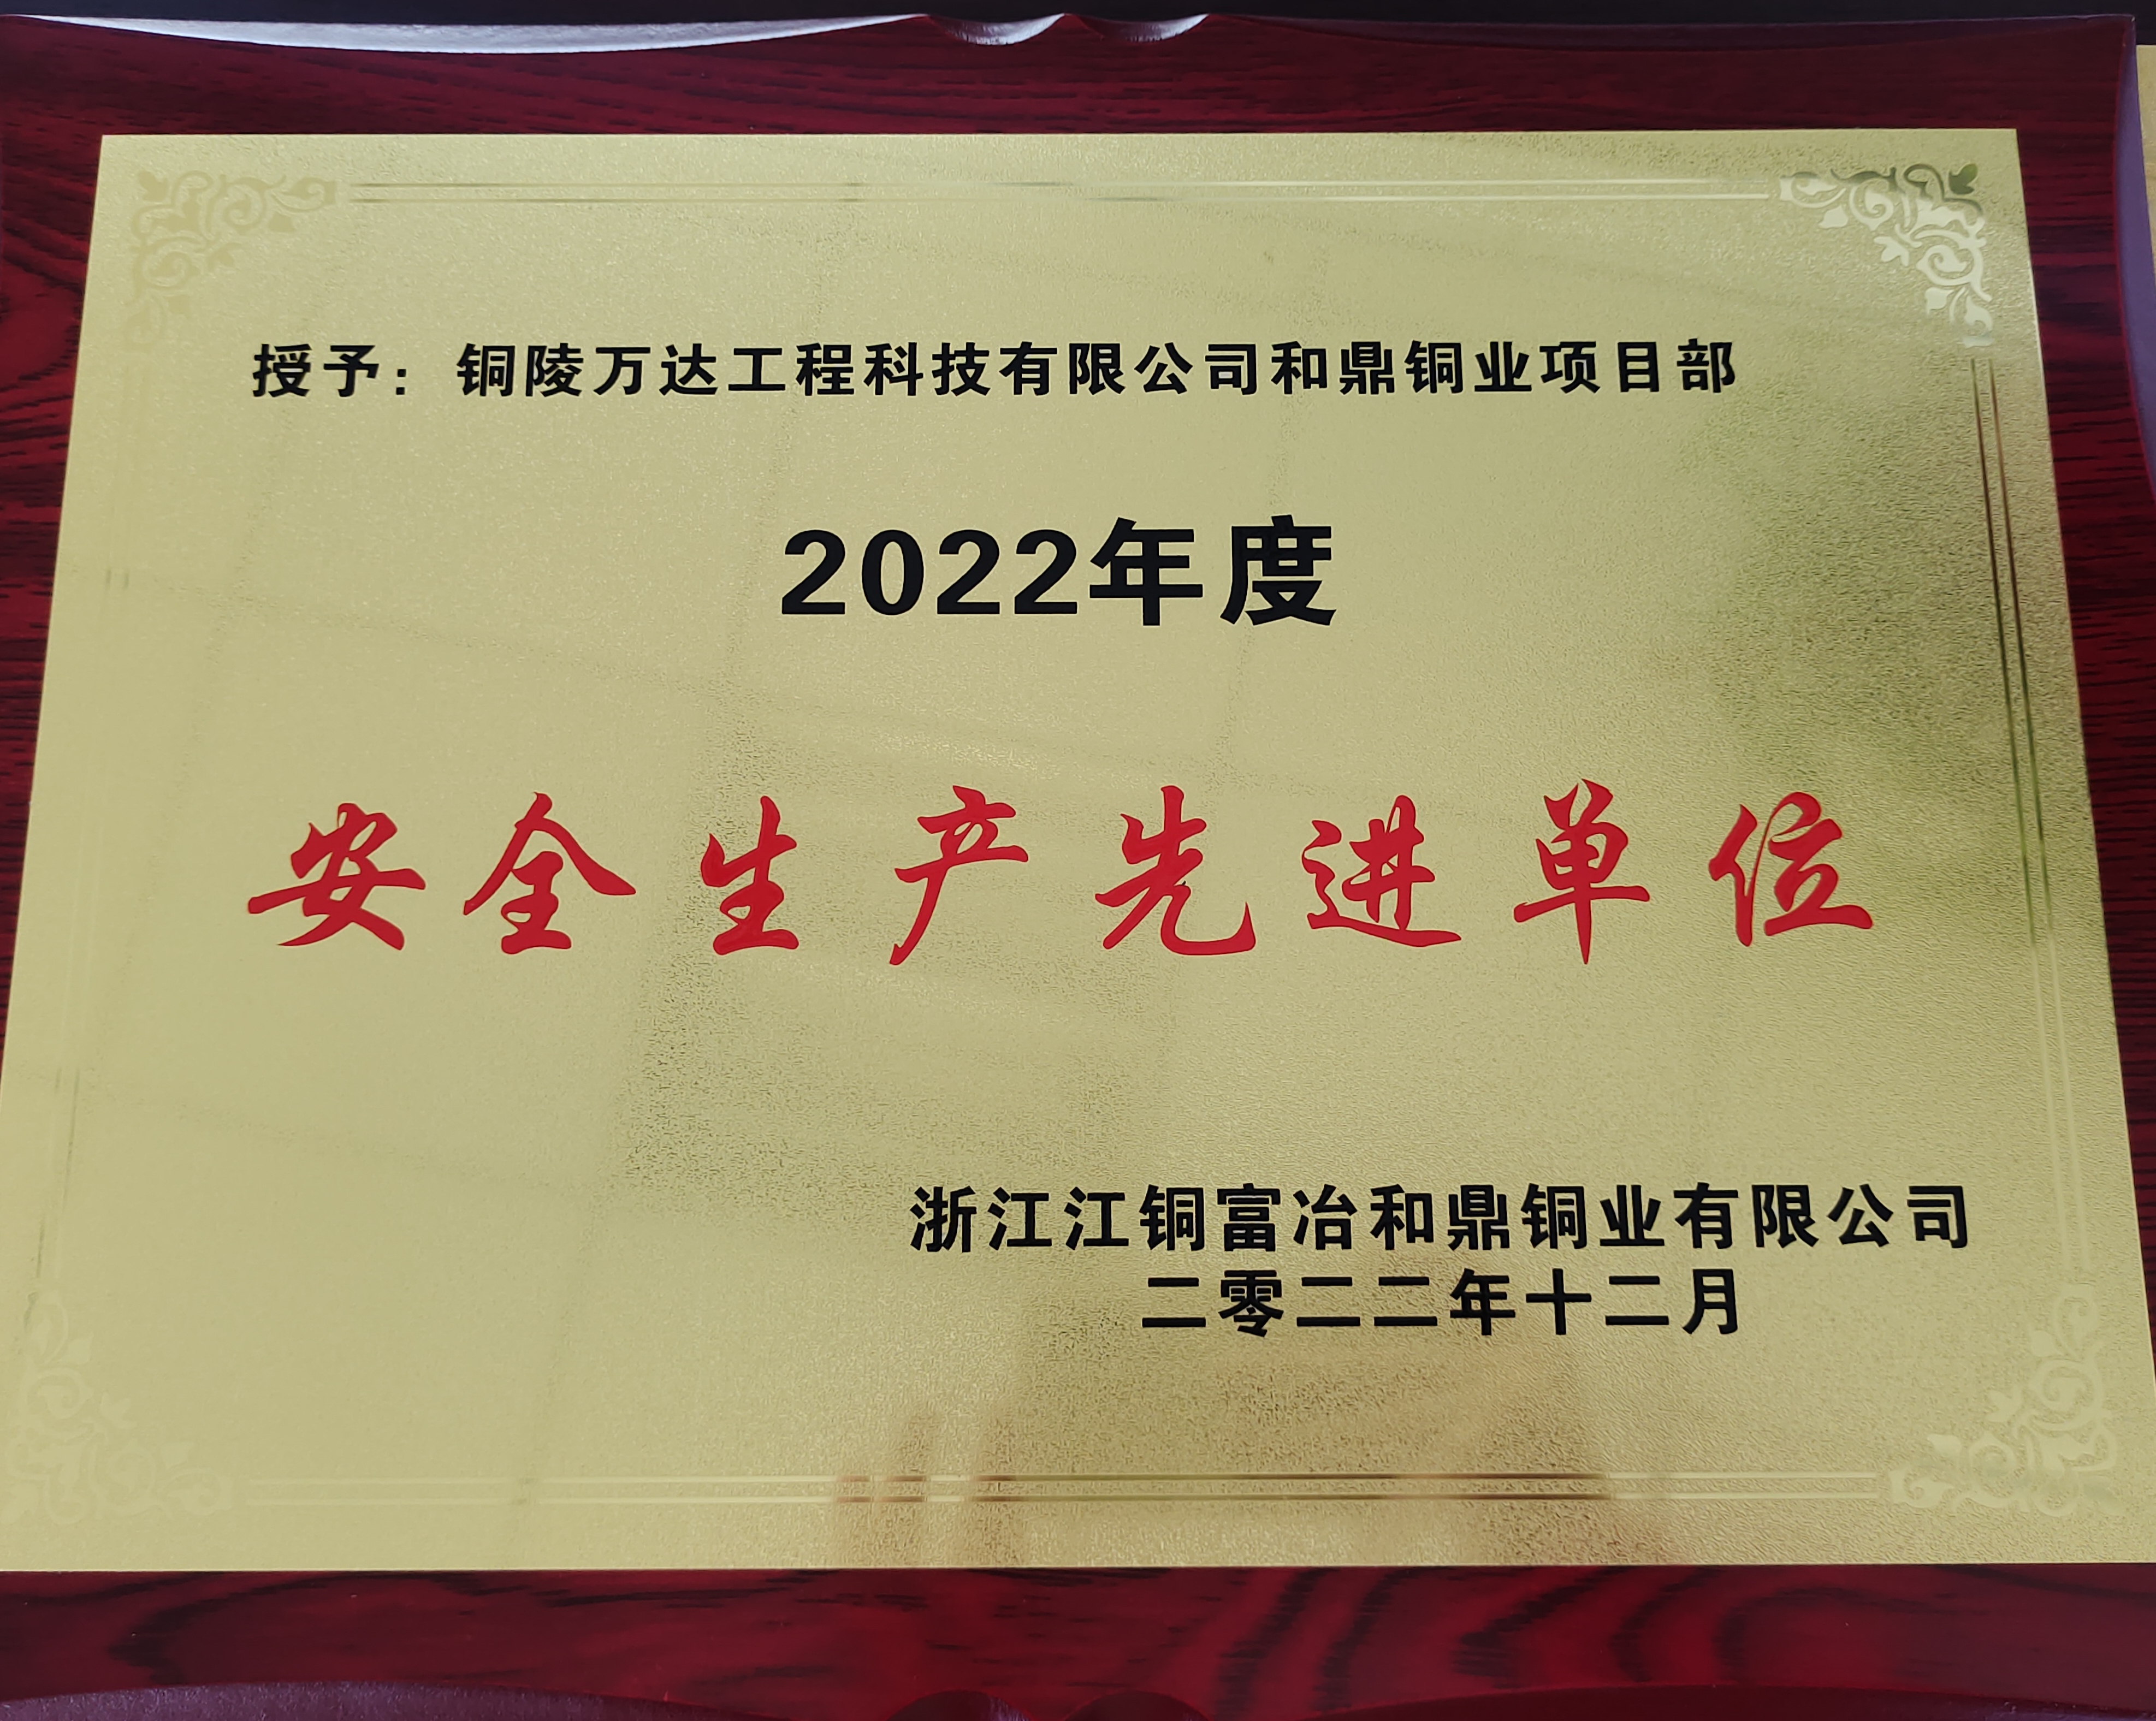 授予：铜陵万达工程科技有限公司和鼎铜业项目部
2022年度
安全生产先进单位
浙江江铜富冶和鼎铜业有限公司
二零二二年十二月